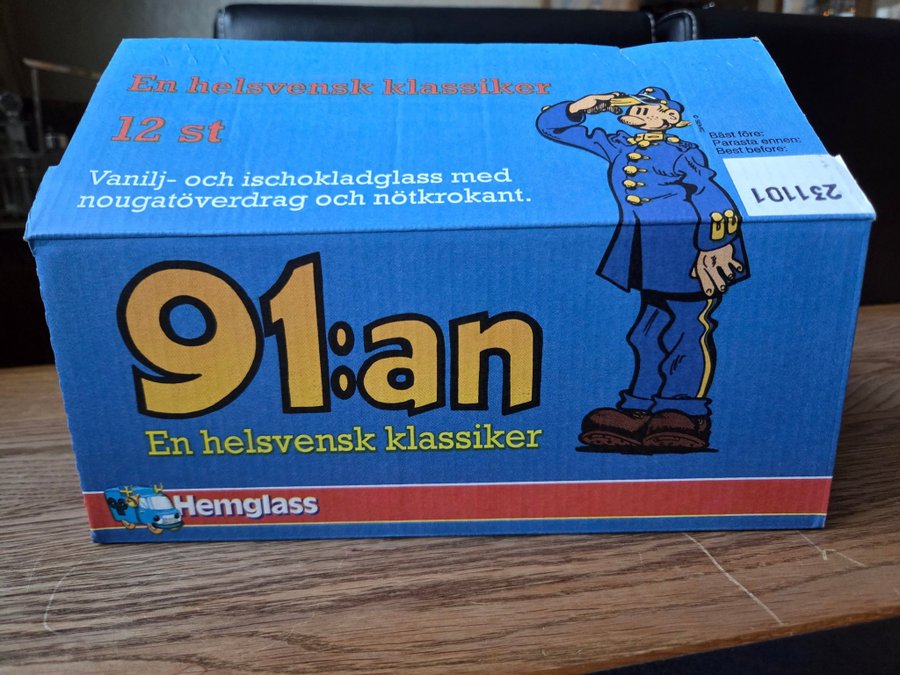 En helsvensk klassiker
12 st
Vanilj- och ischokladglass med
nougatöverdrag och nötkrokant.
Bäst före:
Parasta ennen:
Best before:
231101
91:an
En helsvensk klassiker
Hemglass